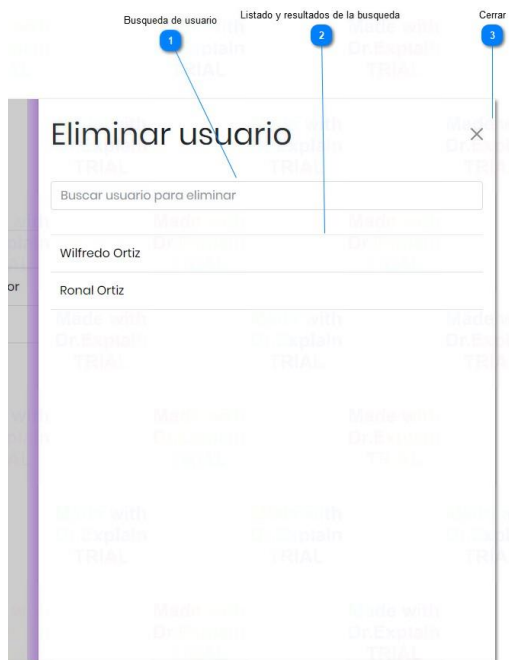 Busqueda de usuario
Listado y resultados de la busqueda
Cerrar
1
2
3
Eliminar usuario
×
Buscar usuario para eliminar
Wilfredo Ortiz
or
Ronal Ortiz
Made with
Dr.Explain
TRIAL